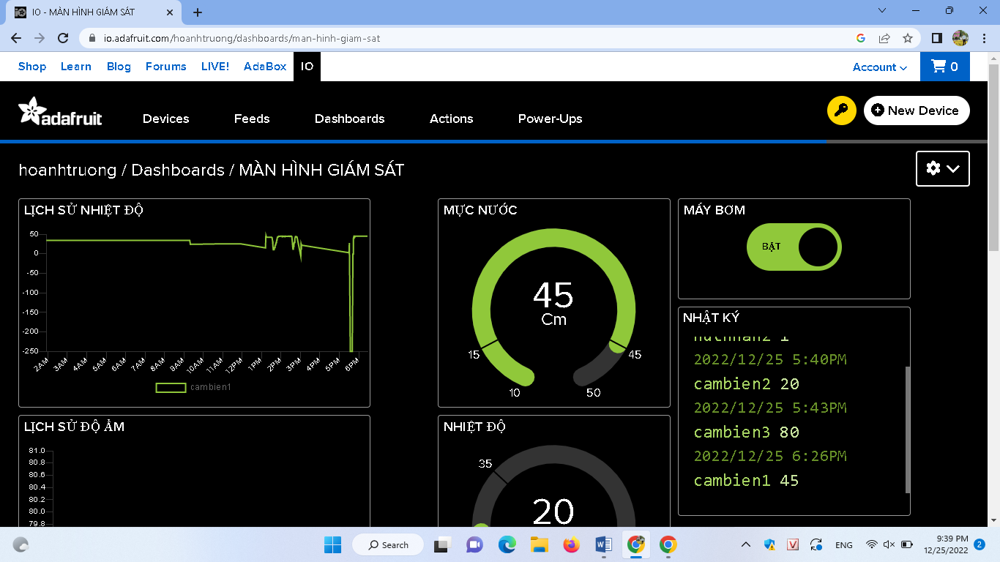 IO - MÀN HÌNH GIÁM SÁT
io.adafruit.com/hoanhtruong/dashboards/man-hinh-giam-sat
Shop Learn Blog Forums LIVE! AdaBox IO Account 0
adafruit Devices Feeds Dashboards Actions Power-Ups New Device
hoanhtruong / Dashboards / MÀN HÌNH GIÁM SÁT
LỊCH SỬ NHIỆT ĐỘ
50
0
-50
-100
-150
-200
-250
2AM 3AM 4AM 5AM 6AM 7AM 8AM 9AM 10AM 11AM 12PM 1PM 2PM 3PM 4PM 5PM 6PM
cambien1
MỰC NƯỚC
45
Cm
15 45
10 50
MÁY BƠM
BẬT
NHẬT KÝ
nutnhan2 1
2022/12/25 5:40PM
cambien2 20
2022/12/25 5:43PM
cambien3 80
2022/12/25 6:26PM
cambien1 45
LỊCH SỬ ĐỘ ẨM
81.0
80.8
80.6
80.4
80.2
80.0
79.8
NHIỆT ĐỘ
35
20
Search
ENG
9:39 PM
12/25/2022
2